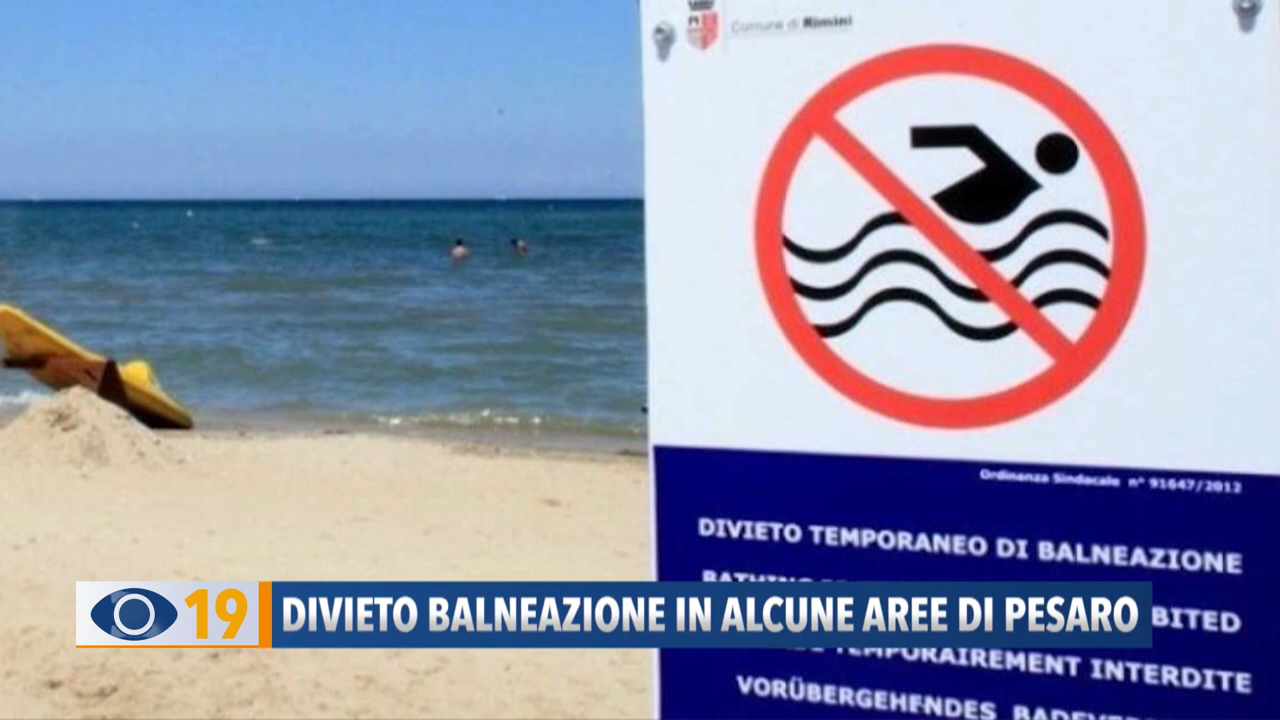 Comune di Rimini
Ordinanza Sindacale n° 91647/2012
DIVIETO TEMPORANEO DI BALNEAZIONE
BITED
19 DIVIETO BALNEAZIONE IN ALCUNE AREE DI PESARO
TEMPORAIREMENT INTERDITE
VORÜBERGEHENDES